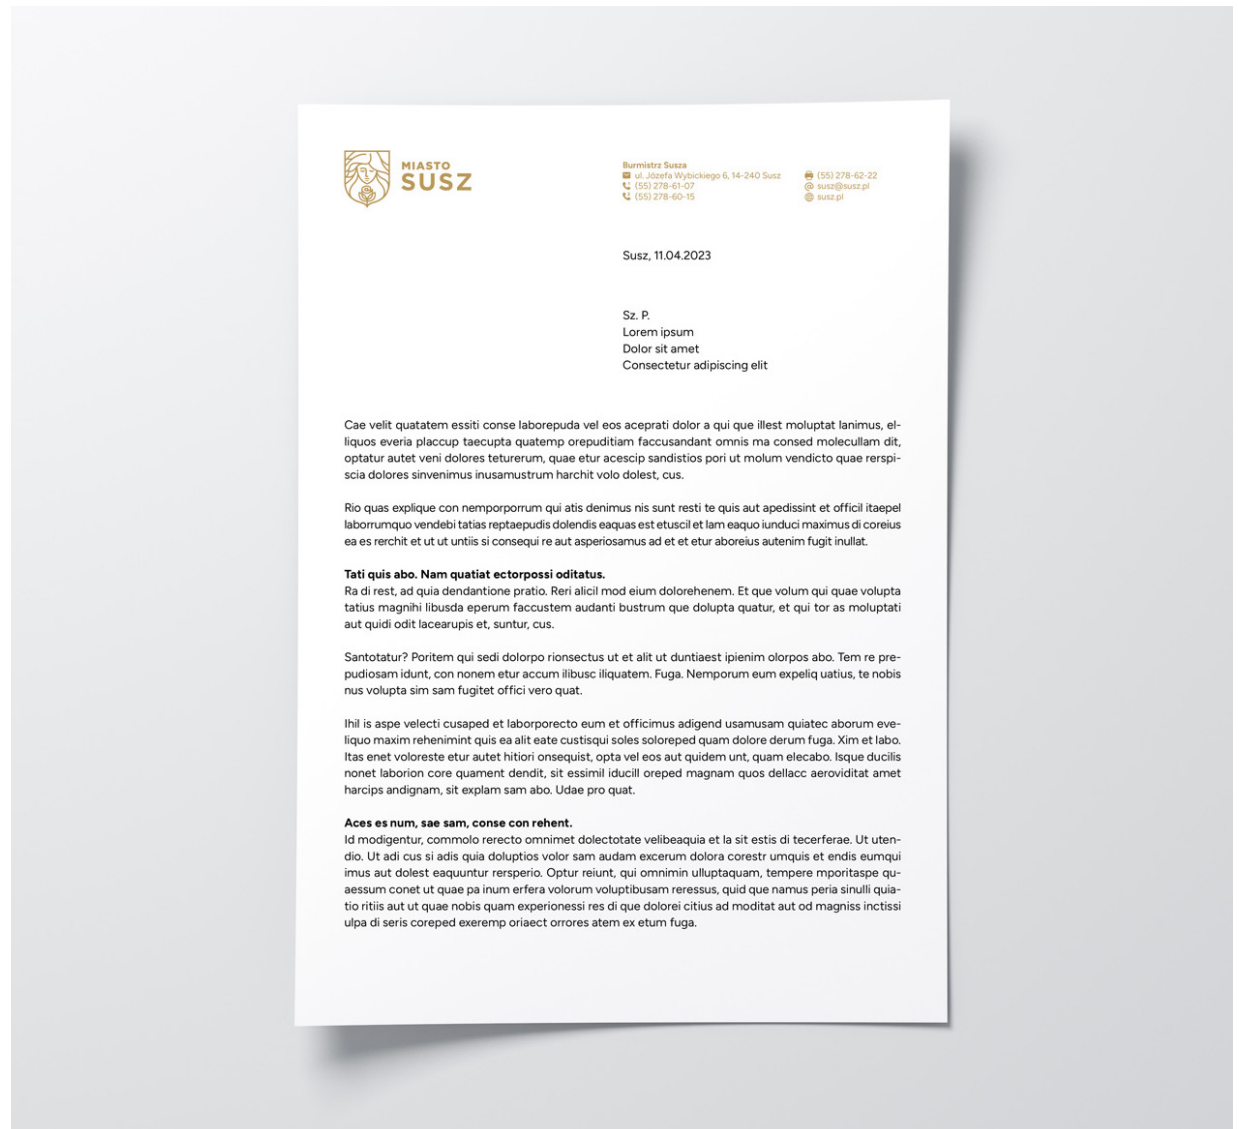 MIASTO
SUSZ
Burmistrz Susza
ul. Józefa Wybickiego 6, 14-240 Susz
(55) 278-61-07
(55) 278-60-15
(55) 278-62-22
susz@susz.pl
susz.pl
Susz, 11.04.2023
Sz. P.
Lorem ipsum
Dolor sit amet
Consectetur adipiscing elit
Cae velit quatatem essiti conse laborepuda vel eos aceprati dolor a qui que illest moluptat lanimus, el-
liquos everia placcup taecupta quatemp orepuditiam faccusandant omnis ma consed molecullam dit,
optatur autet veni dolores teturerum, quae etur acescip sandistios pori ut molum vendicto quae rerspi-
scia dolores sinvenimus inusamustrum harchit volo dolest, cus.
Rio quas explique con nemporporrum qui atis denimus nis sunt resti te quis aut apedissint et officil itaepel
laborrumquo vendebi tatias reptaepudis dolendis eaquas est etuscil et lam eaquo iunduci maximus di coreius
ea es rerchit et ut ut untiis si consequi re aut asperiosamus ad et et etur aboreius autenim fugit inullat.
Tati quis abo. Nam quatiat ectorpossi oditatus.
Ra di rest, ad quia dendantione pratio. Reri alicil mod eium dolorehenem. Et que volum qui quae volupta
tatius magnihi libusda eperum faccustem audanti bustrum que dolupta quatur, et qui tor as moluptati
aut quidi odit lacearupis et, suntur, cus.
Santotatur? Poritem qui sedi dolorpo rionsectus ut et alit ut duntiaest ipienim olorpos abo. Tem re pre-
pudiosam idunt, con nonem etur accum ilibusc iliquatem. Fuga. Nemporum eum expeliq uatius, te nobis
nus volupta sim sam fugitet offici vero quat.
Ihil is aspe velecti cusaped et laborporecto eum et officimus adigend usamusam quiatec aborum eve-
liquo maxim rehenimint quis ea alit eate custisqui soles soloreped quam dolore derum fuga. Xim et labo.
Itas enet voloreste etur autet hitiori onsequist, opta vel eos aut quidem unt, quam elecabo. Isque ducilis
nonet laborion core quament dendit, sit essimil iducill oreped magnam quos dellacc aeroviditat amet
harcips andignam, sit explam sam abo. Udae pro quat.
Aces es num, sae sam, conse con rehent.
Id modigentur, commolo rerecto omnimet dolectotate velibeaquia et la sit estis di tecerferae. Ut uten-
dio. Ut adi cus si adis quia doluptios volor sam audam excerum dolora corestr umquis et endis eumqui
imus aut dolest eaquuntur rersperio. Optur reiunt, qui omnimin ulluptaquam, tempere mporitaspe qu-
aessum conet ut quae pa inum erfera volorum voluptibusam reressus, quid que namus peria sinulli quia-
tio ritiis aut ut quae nobis quam experionessi res di que dolorei citius ad moditat aut od magniss inctissi
ulpa di seris coreped exeremp oriaect orrores atem ex etum fuga.